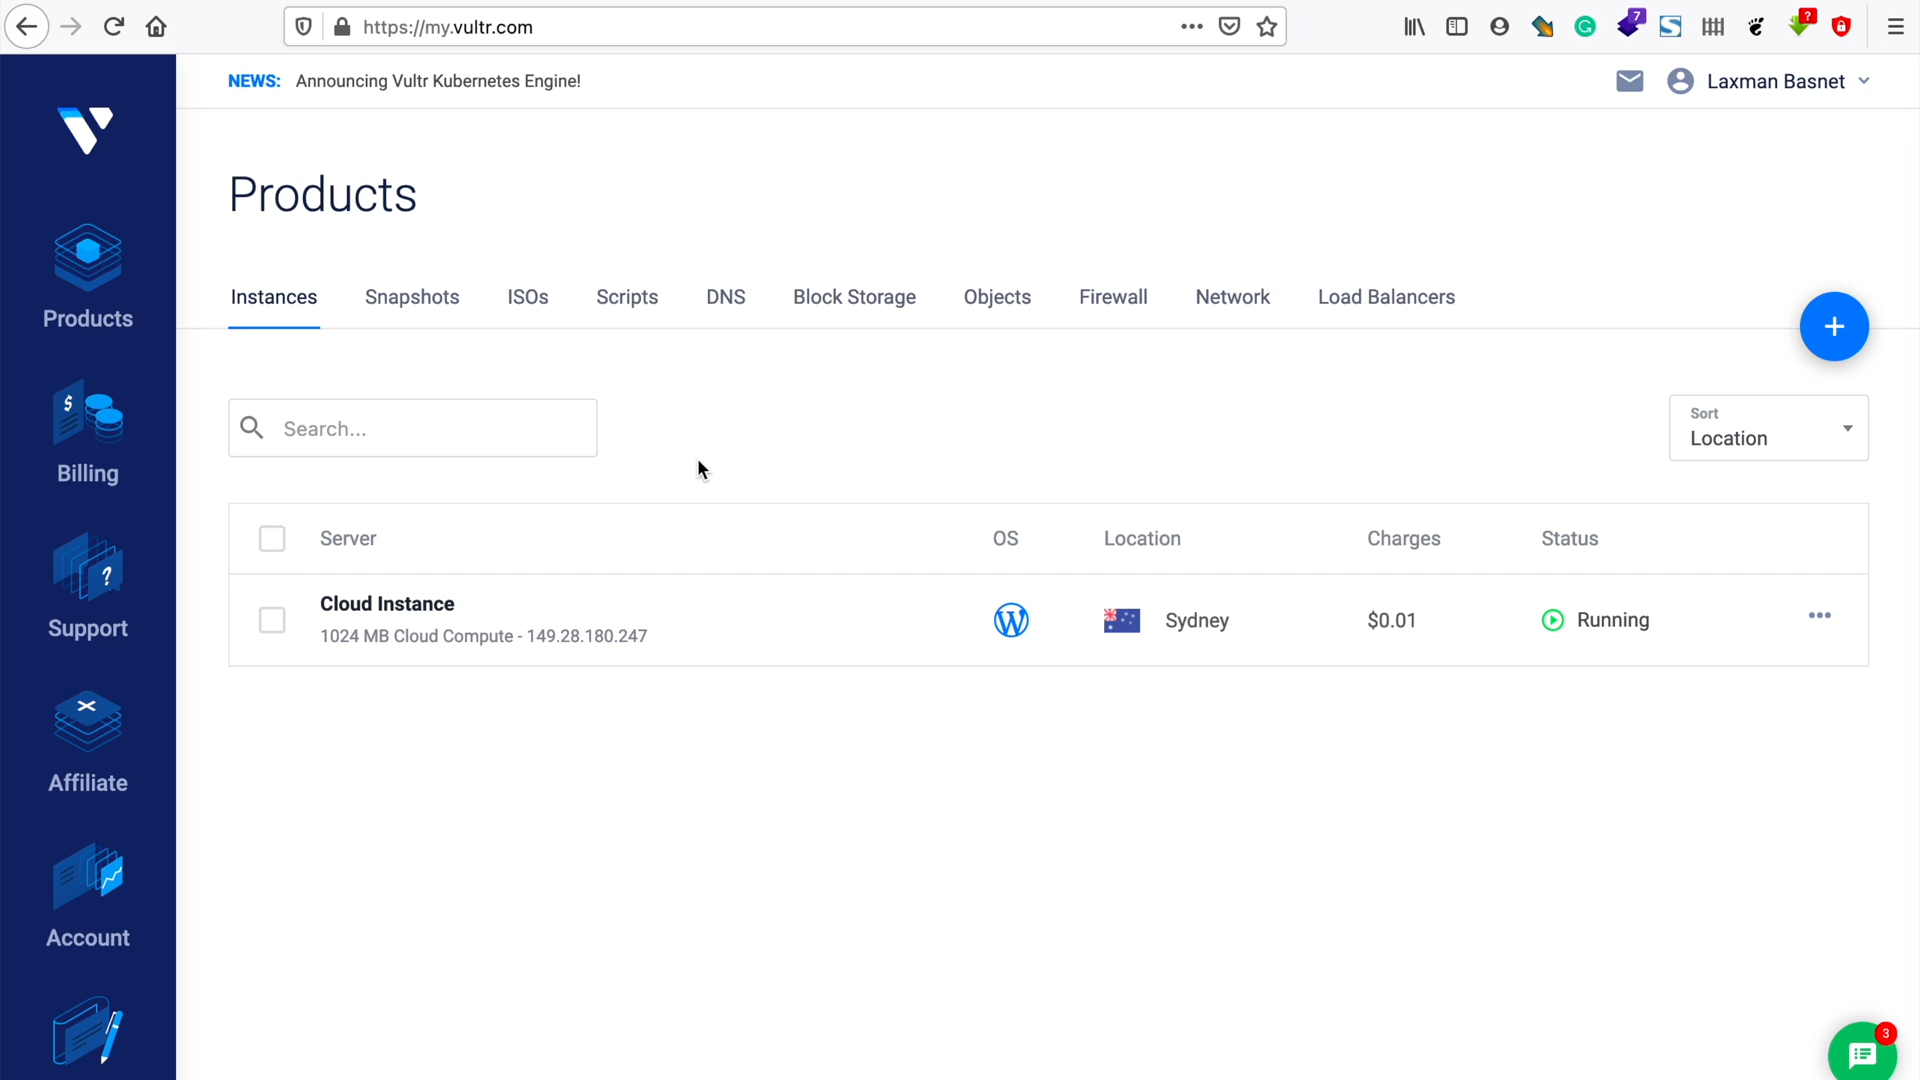 https://my.vultr.com
7
?
NEWS: Announcing Vultr Kubernetes Engine!
Laxman Basnet
Products
Instances Snapshots ISOs Scripts DNS Block Storage Objects Firewall Network Load Balancers
+
Products
Billing
Support
Affiliate
Account
Search...
Sort
Location
Server OS Location Charges Status
Cloud Instance
1024 MB Cloud Compute - 149.28.180.247
Sydney $0.01 Running
3